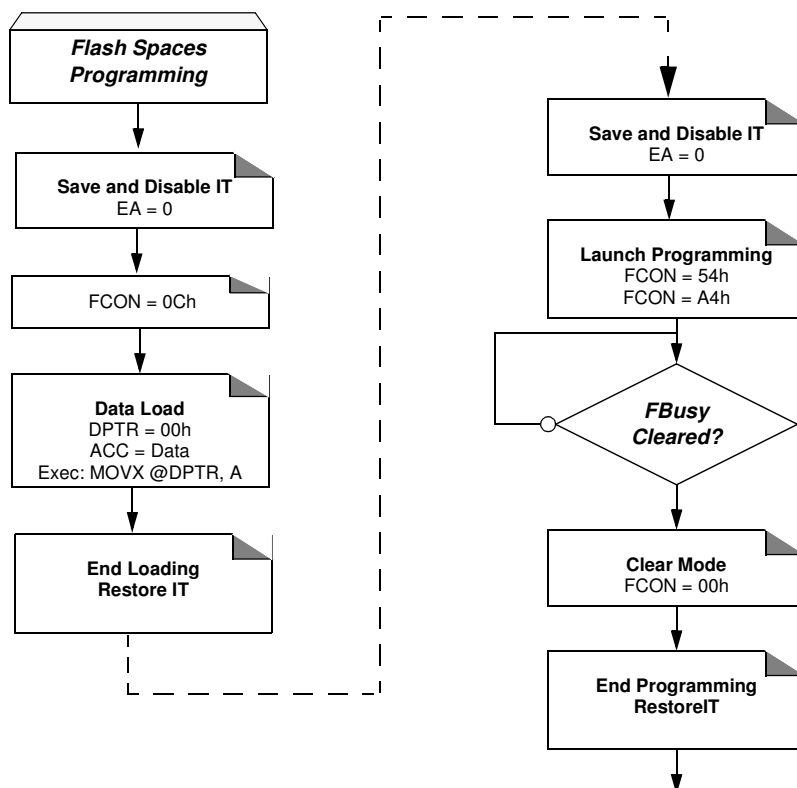 Flash Spaces
Programming
Save and Disable IT
EA = 0
FCON = 0Ch
Data Load
DPTR = 00h
ACC = Data
Exec: MOVX @DPTR, A
End Loading
Restore IT
Save and Disable IT
EA = 0
Launch Programming
FCON = 54h
FCON = A4h
FBusy
Cleared?
Clear Mode
FCON = 00h
End Programming
RestoreIT